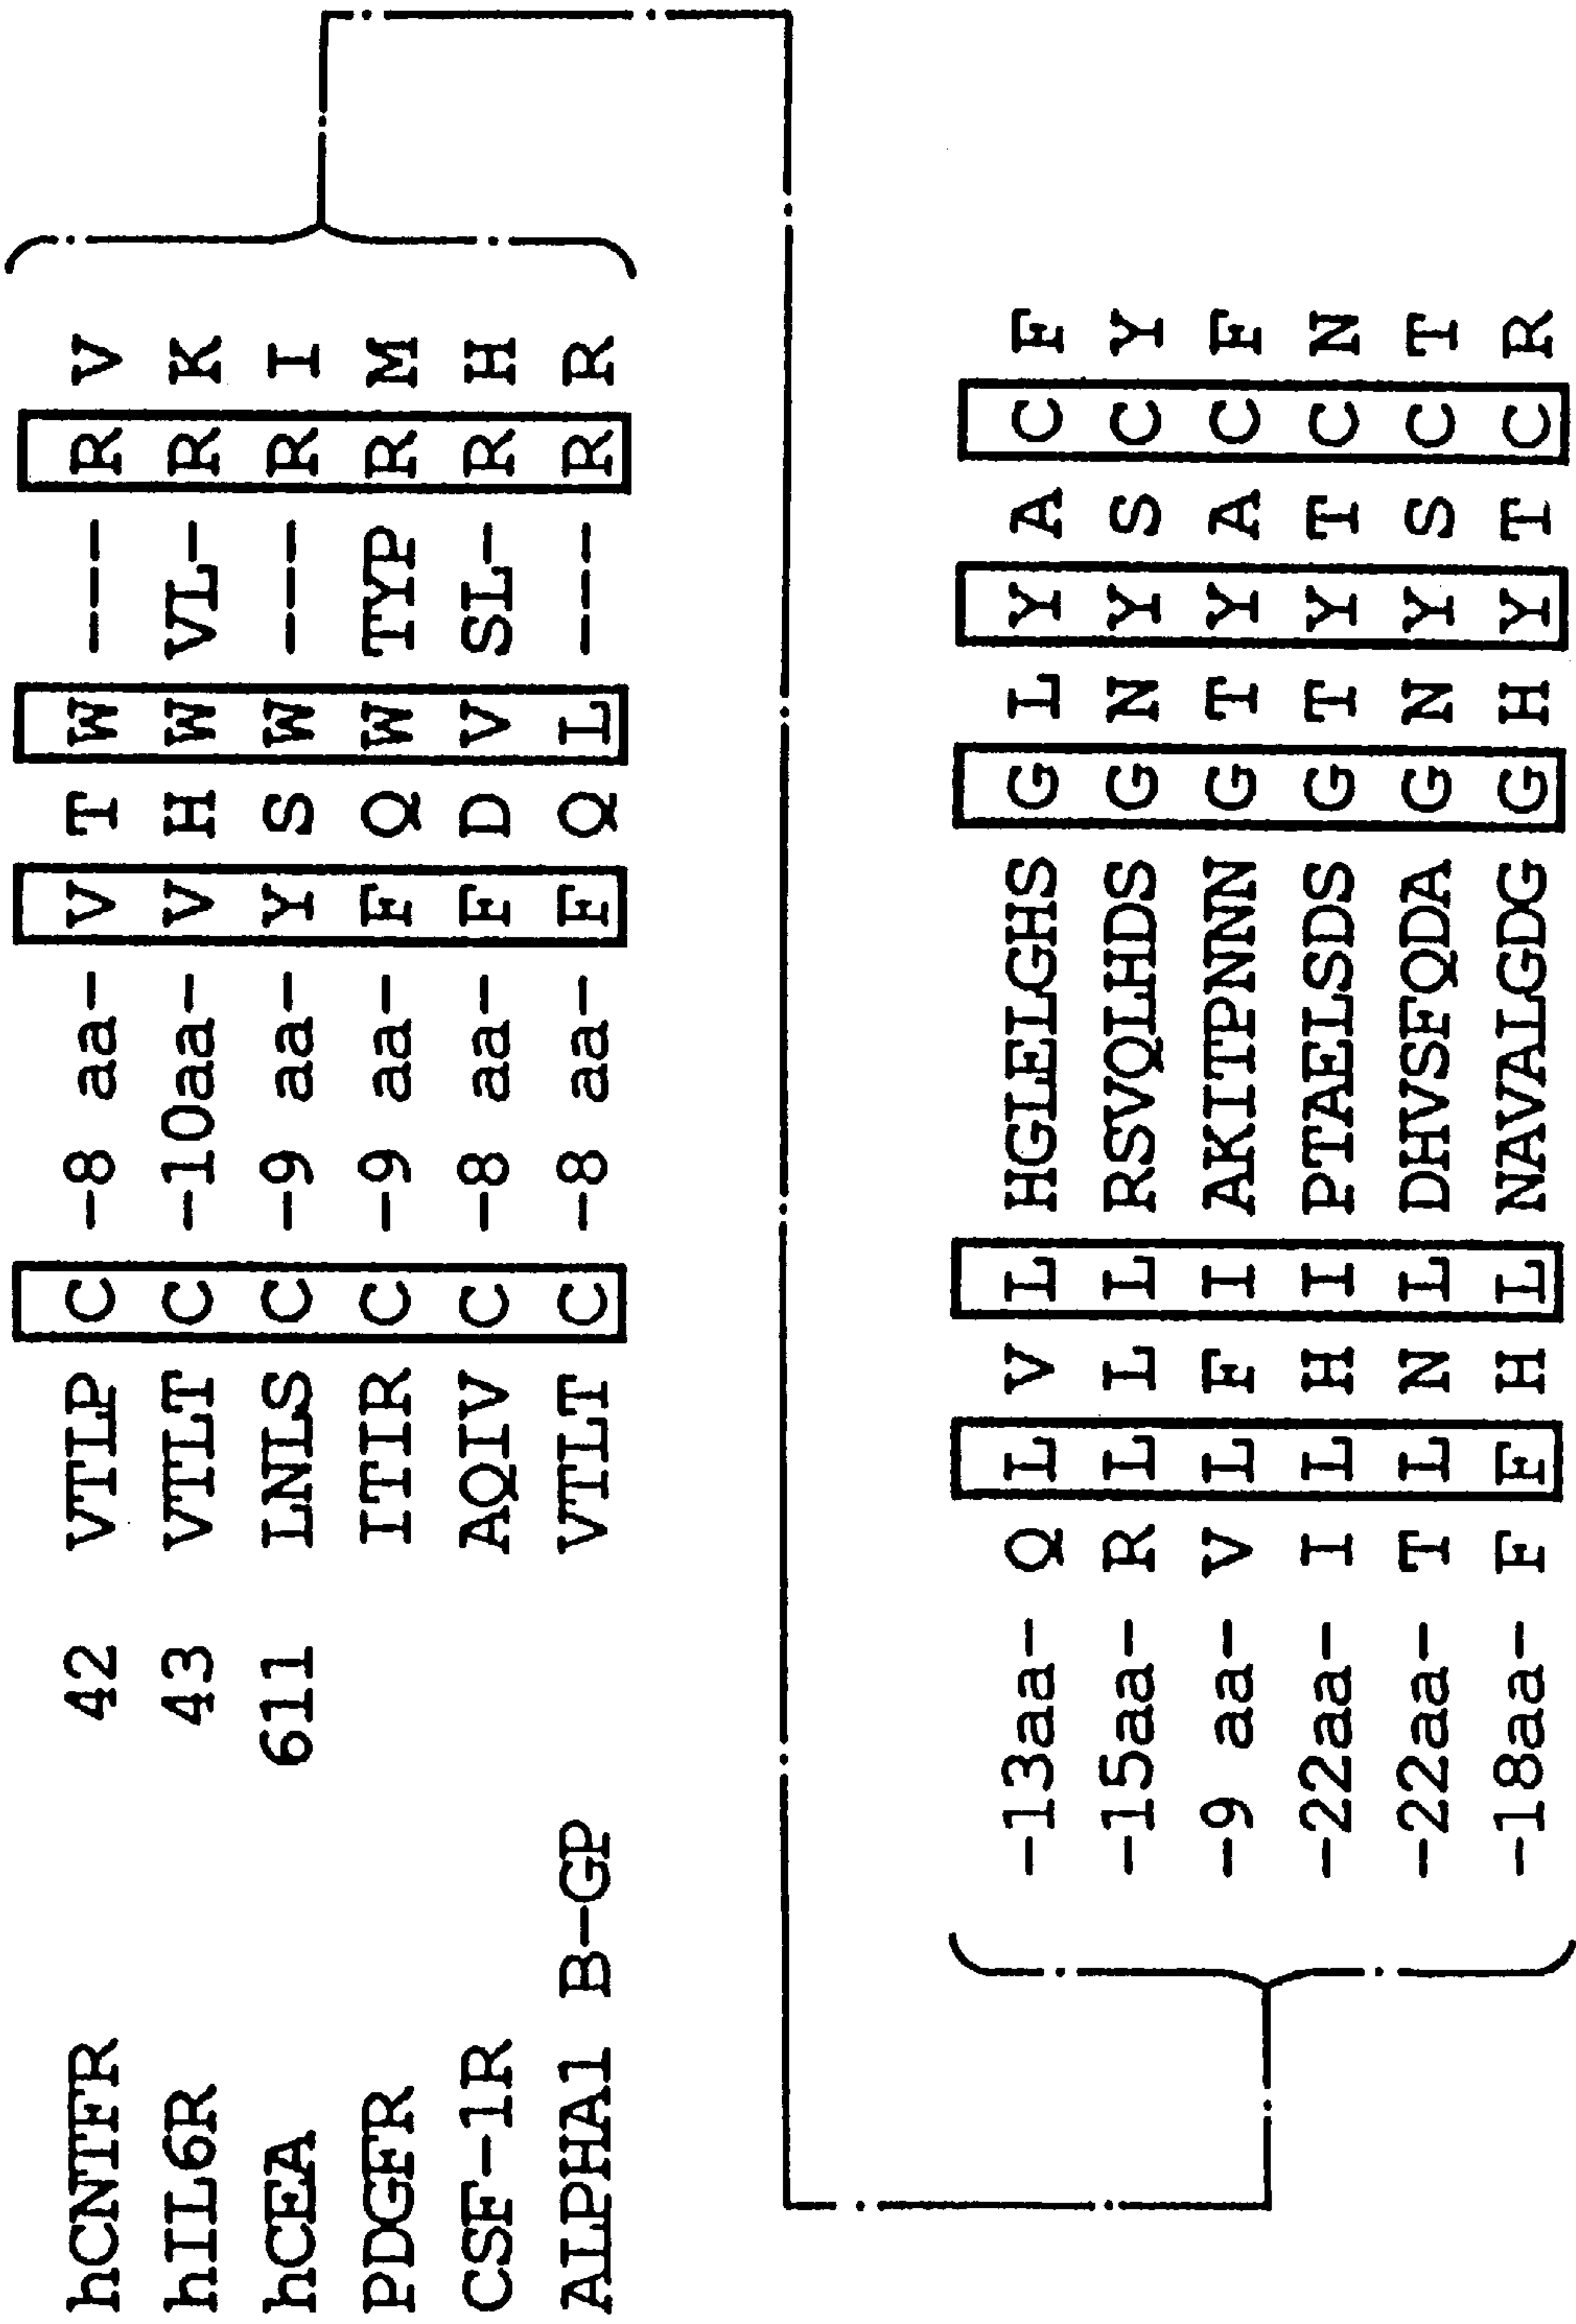 hCNTFR 42 VTLP C -8 aa- V T W --- R V
hIL6R 43 VTLT C -10aa- V H W VL- R K
hCEA 611 LNLS C -9 aa- Y S W --- R I
PDGFR ITIR C -9 aa- F Q W TYP R M
CSF-1R AQIV C -8 aa- F D V SL- R H
ALPHA1 B-GP VTLT C -8 aa- F Q L --- R R
-13aa- Q L V L HGLELGHS G L Y A C F
-15aa- R L L L RSVQLHDS G N Y S C Y
-9 aa- V L F I AKITPNNN G T Y A C F
-22aa- I L H I PTAELSDS G T Y T C N
-22aa- T L N L DHVSFQDA G N Y S C T
-18aa- F F H L NAVALGDG G H Y T C R